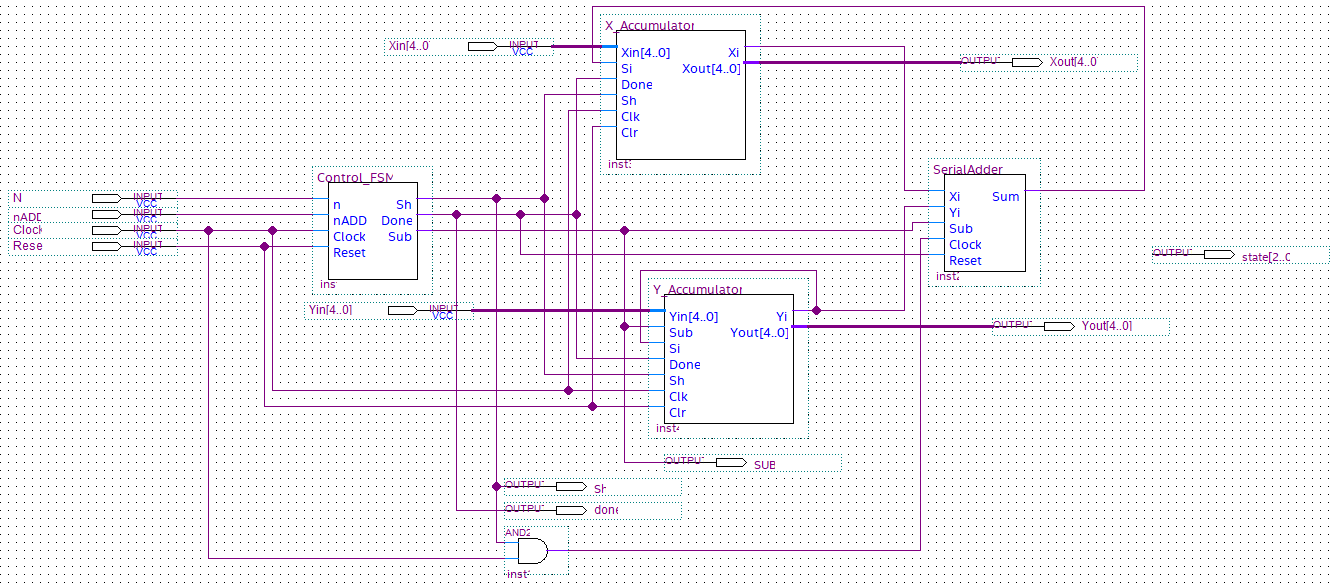 X_Accumulator
Xin[4..0
INPUT
VCC
Xin[4..0] Xi
Si Xout[4..0]
Done
Sh
Clk
Clr
inst
OUTPUT
Xout[4..0
Control_FSM
N
INPUT
VCC
nADD
INPUT
VCC
Clock
INPUT
VCC
Rese
INPUT
VCC
n Sh
nADD Done
Clock Sub
Reset
ins
SerialAdder
Xi Sum
Yi
Sub
Clock
Reset
inst
OUTPUT
state[2..0
Y_Accumulator
Yin[4..0]
INPUT
VCC
Yin[4..0] Yi
Sub Yout[4..0]
Si
Done
Sh
Clk
Clr
inst
OUTPUT
Yout[4..0]
OUTPUT
SUB
OUTPUT
Sh
OUTPUT
done
AND2
inst